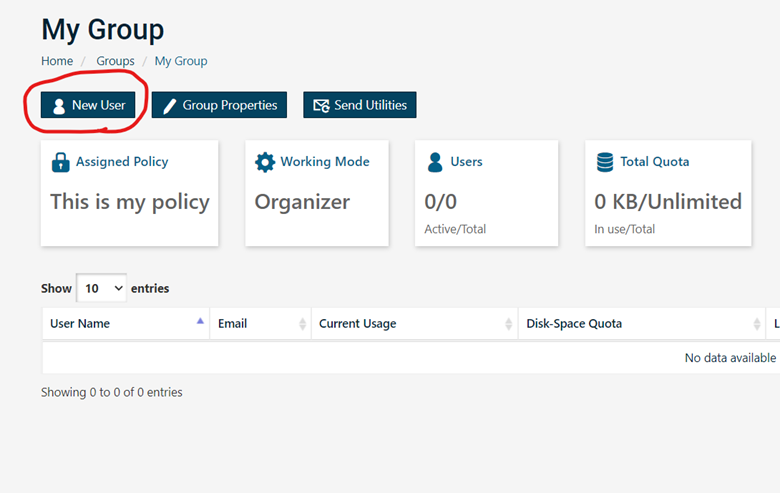 My Group
Home / Groups / My Group
New User Group Properties Send Utilities
Assigned Policy Working Mode Users Total Quota
This is my policy Organizer 0/0 0 KB/Unlimited
Active/Total In use/Total
Show 10 entries
User Name Email Current Usage Disk-Space Quota L
No data available
Showing 0 to 0 of 0 entries